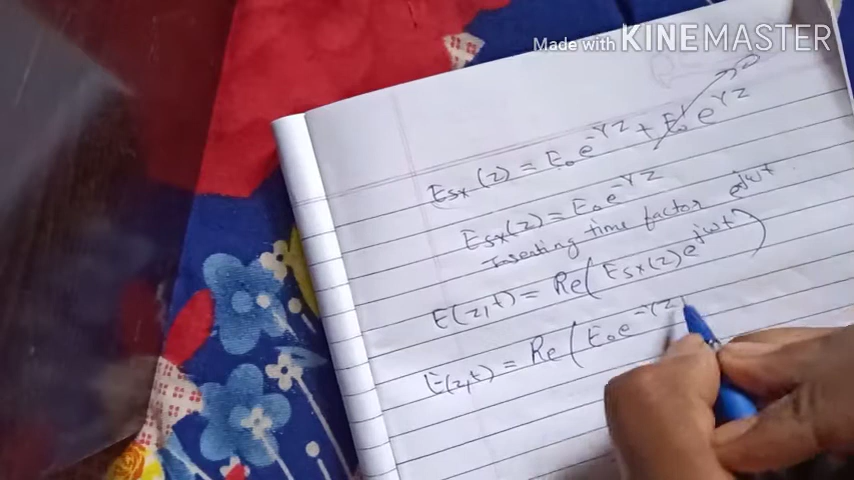 Made with KINEMASTER
Esx(z) = E₀e^-γz + E₀'e^γz → 0
Esx(z) = E₀e^-γz
Inserting time factor e^jωt
E(z,t) = Re(Esx(z)e^jωt)
E(z,t) = Re(E₀e^-γz